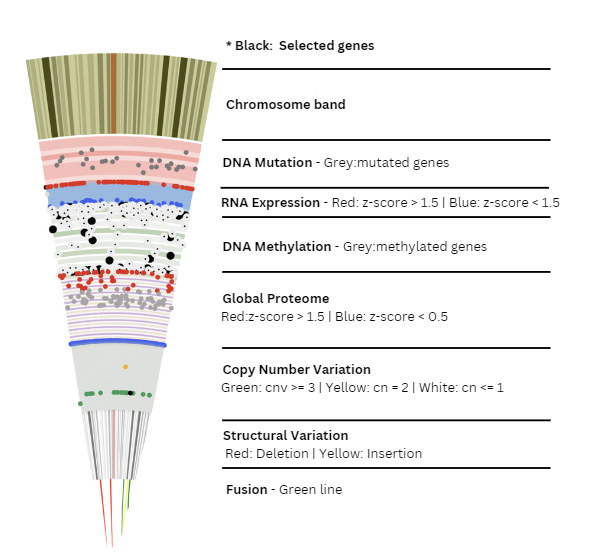 * Black: Selected genes
Chromosome band
DNA Mutation - Grey:mutated genes
RNA Expression - Red: z-score > 1.5 | Blue: z-score < 1.5
DNA Methylation - Grey:methylated genes
Global Proteome
Red:z-score > 1.5 | Blue: z-score < 0.5
Copy Number Variation
Green: cnv >= 3 | Yellow: cn = 2 | White: cn <= 1
Structural Variation
Red: Deletion | Yellow: Insertion
Fusion - Green line